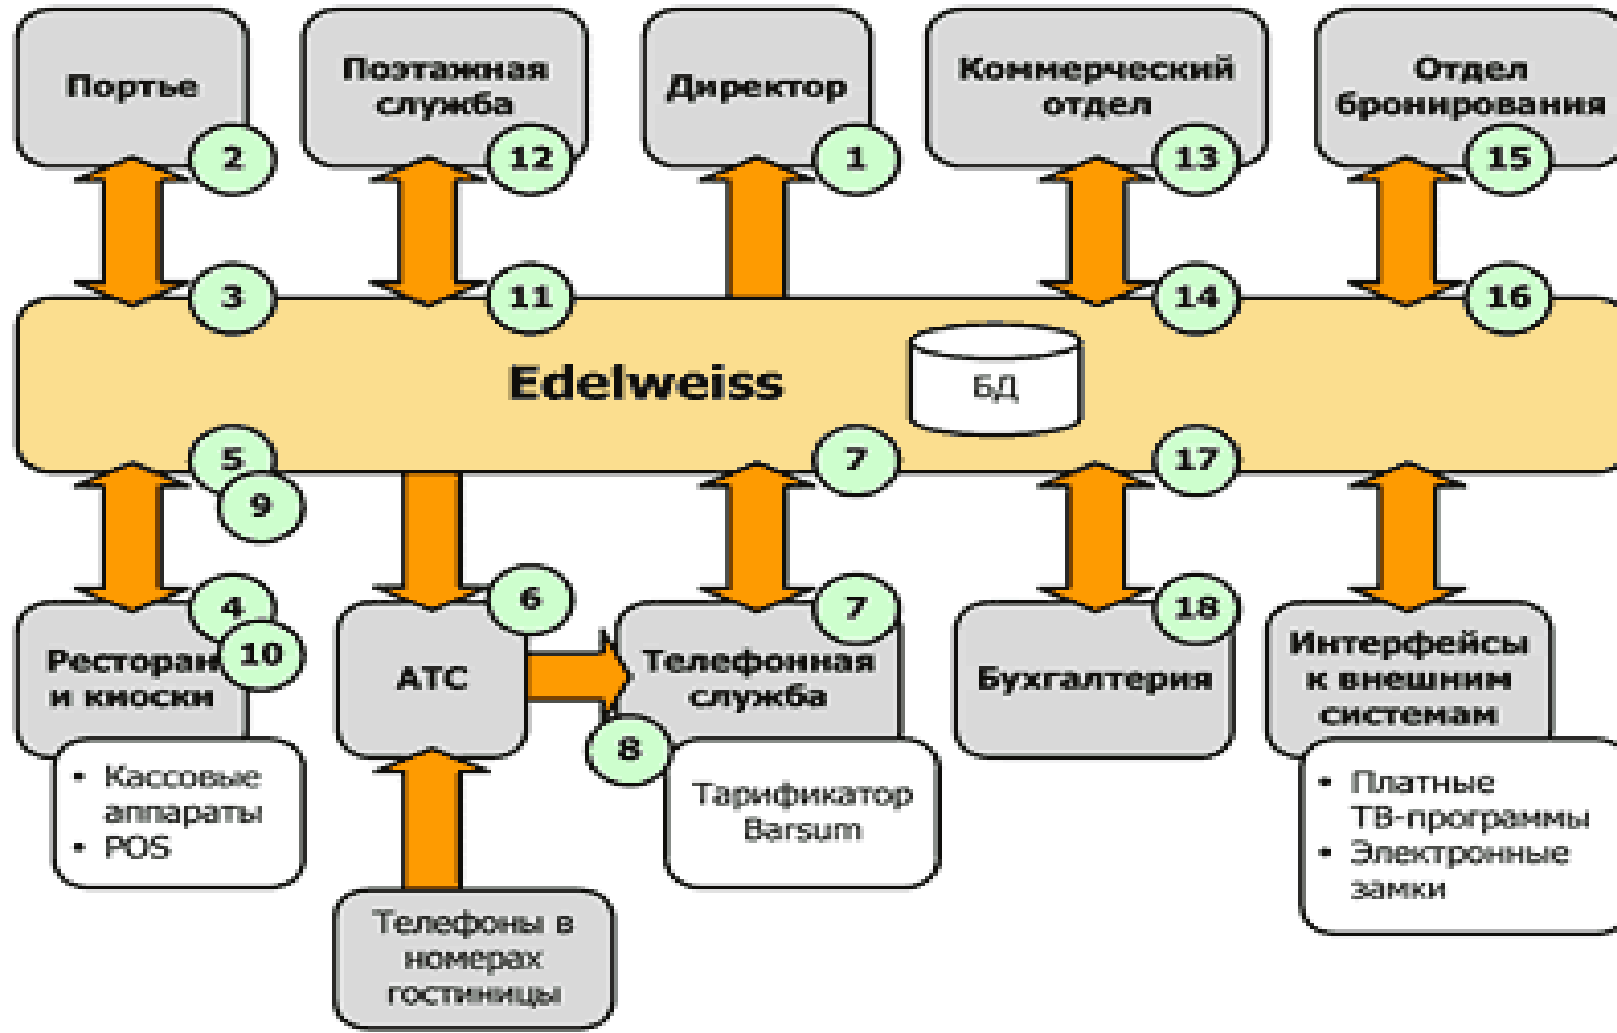 Портье
2
Поэтажная
служба
12
Директор
1
Коммерческий
отдел
13
Отдел
бронирования
15
3
11
14
16
Edelweiss
БД
5
9
7
17
4
10
Ресторан
и киоски
• Кассовые
аппараты
• POS
6
АТС
7
Телефонная
служба
8
Тарификатор
Barsum
18
Бухгалтерия
Интерфейсы
к внешним
системам
• Платные
ТВ-программы
• Электронные
замки
Телефоны в
номерах
гостиницы